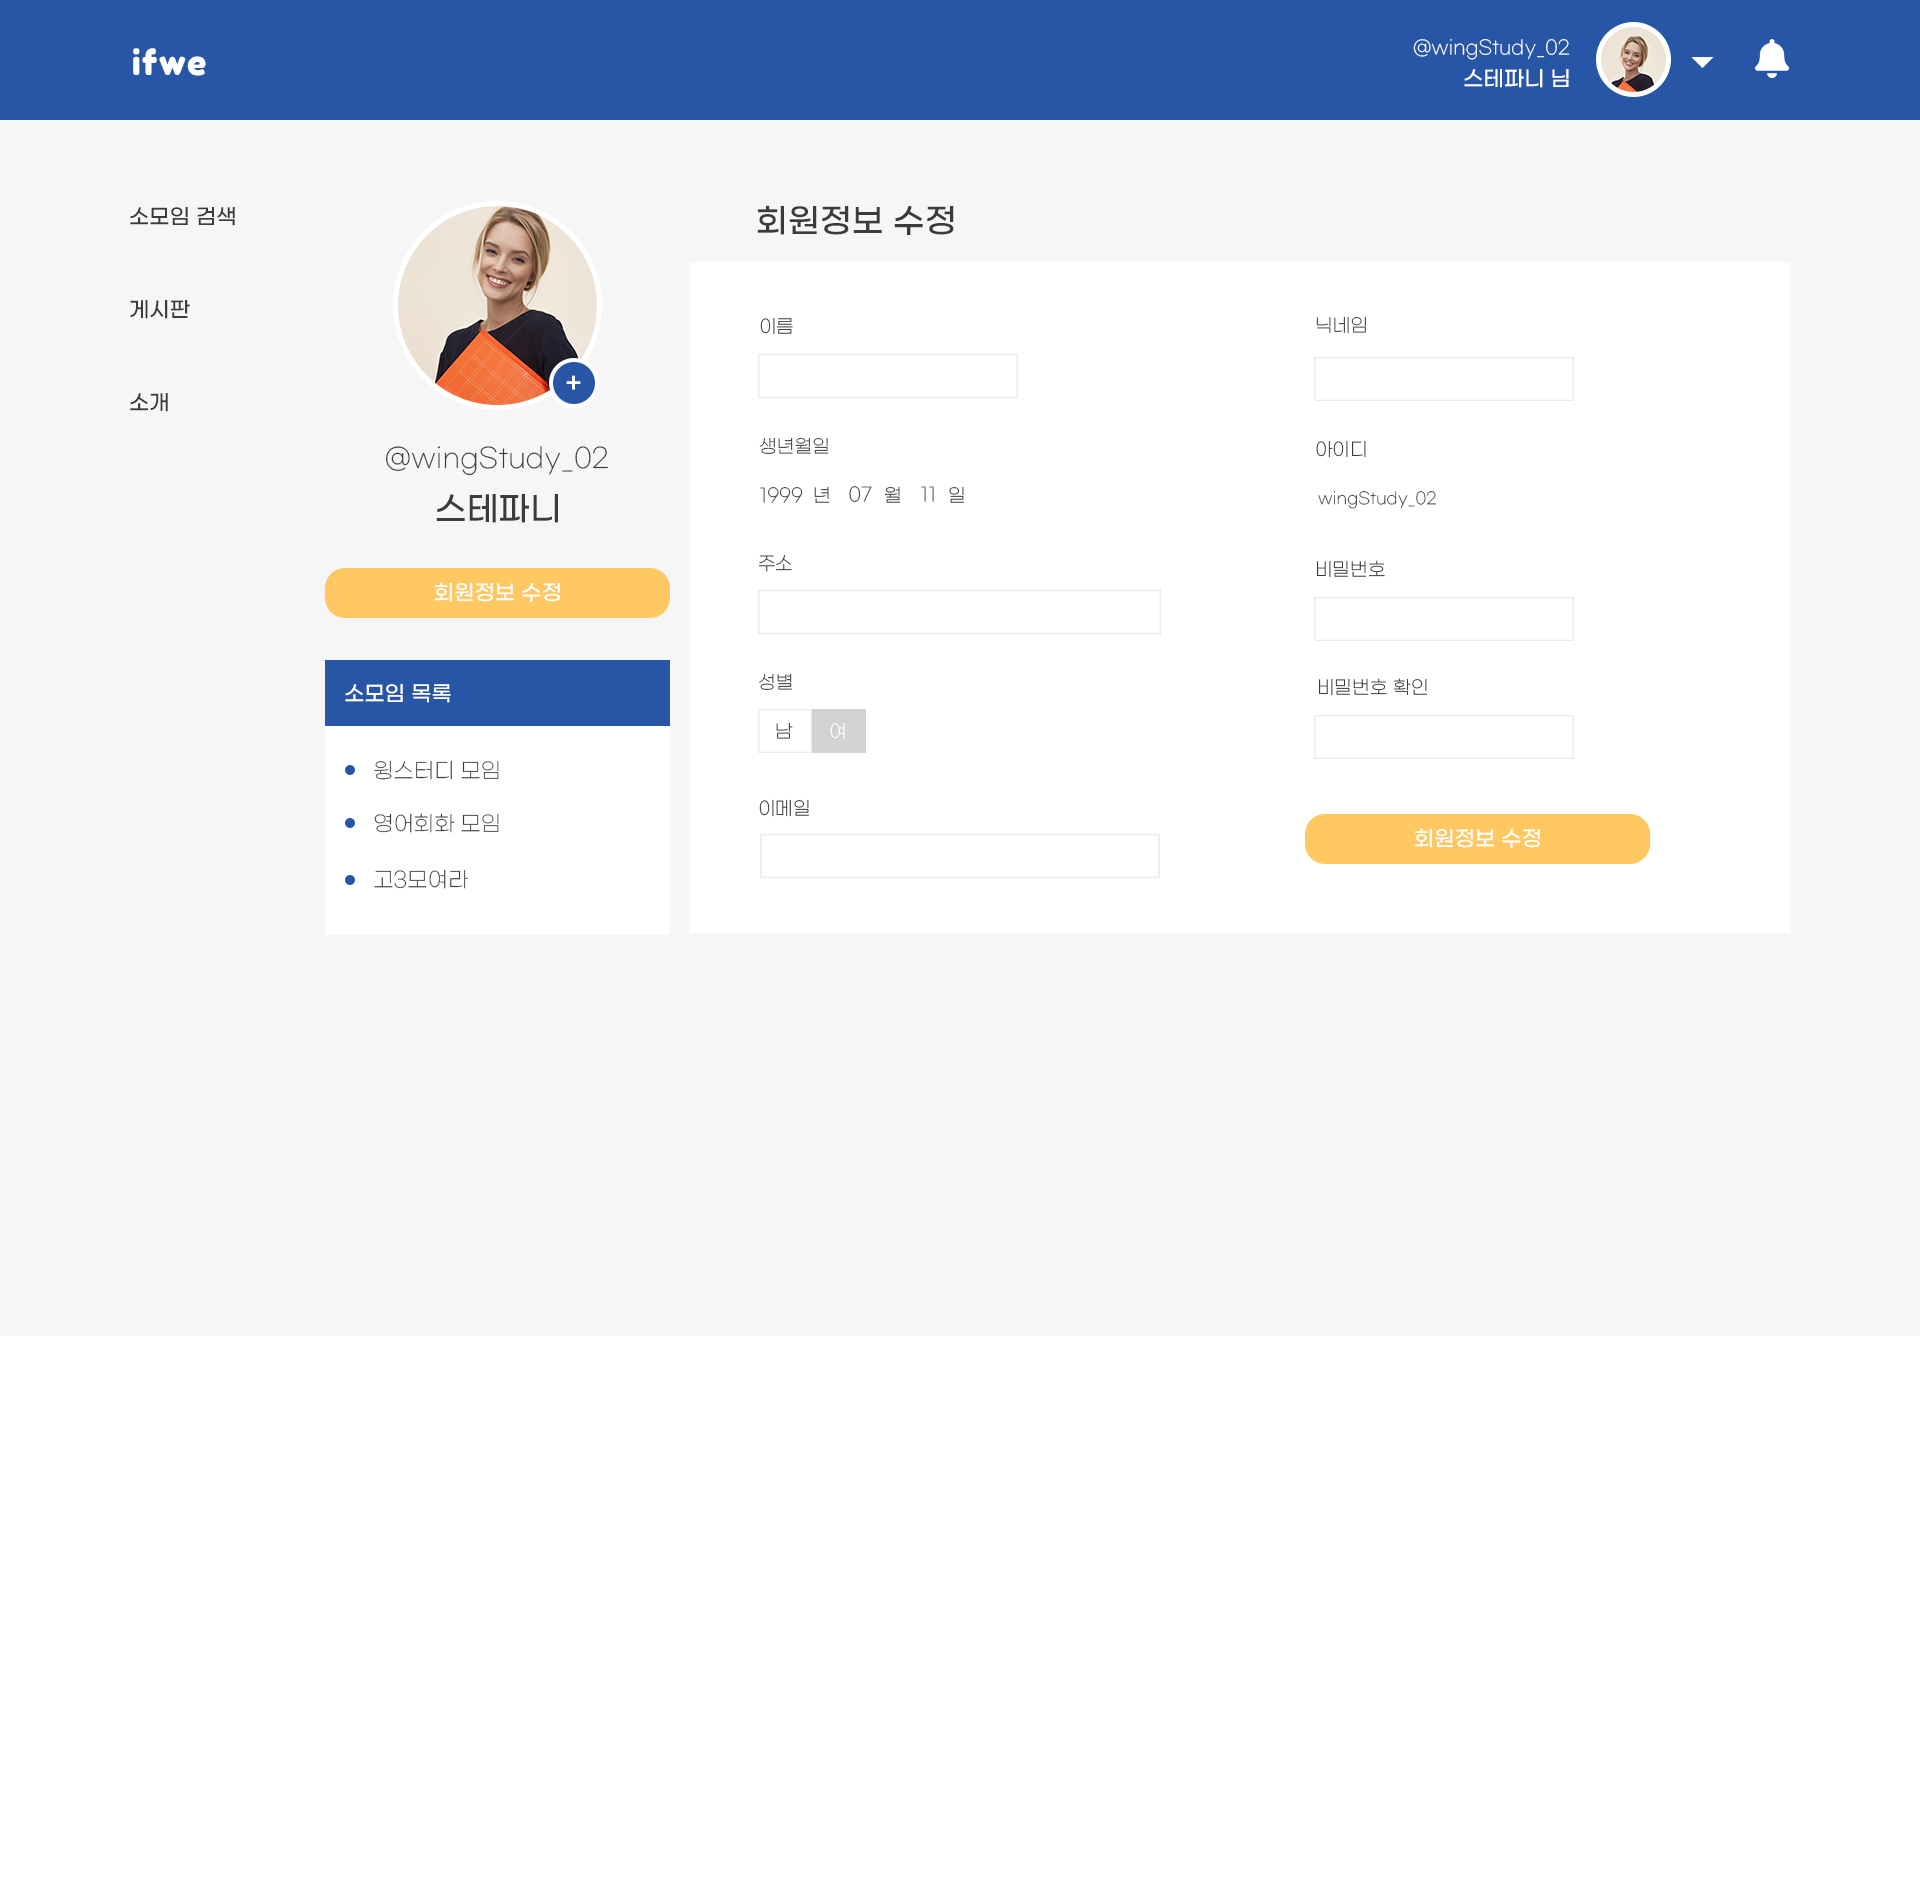 ifwe
@wingStudy_02
스테파니 님
소모임 검색
게시판
소개
@wingStudy_02
스테파니
회원정보 수정
소모임 목록
윙스터디 모임
영어회화 모임
고3모여라
회원정보 수정
이름
생년월일
1999 년 07 월 11 일
주소
성별
남 여
이메일
닉네임
아이디
wingStudy_02
비밀번호
비밀번호 확인
회원정보 수정